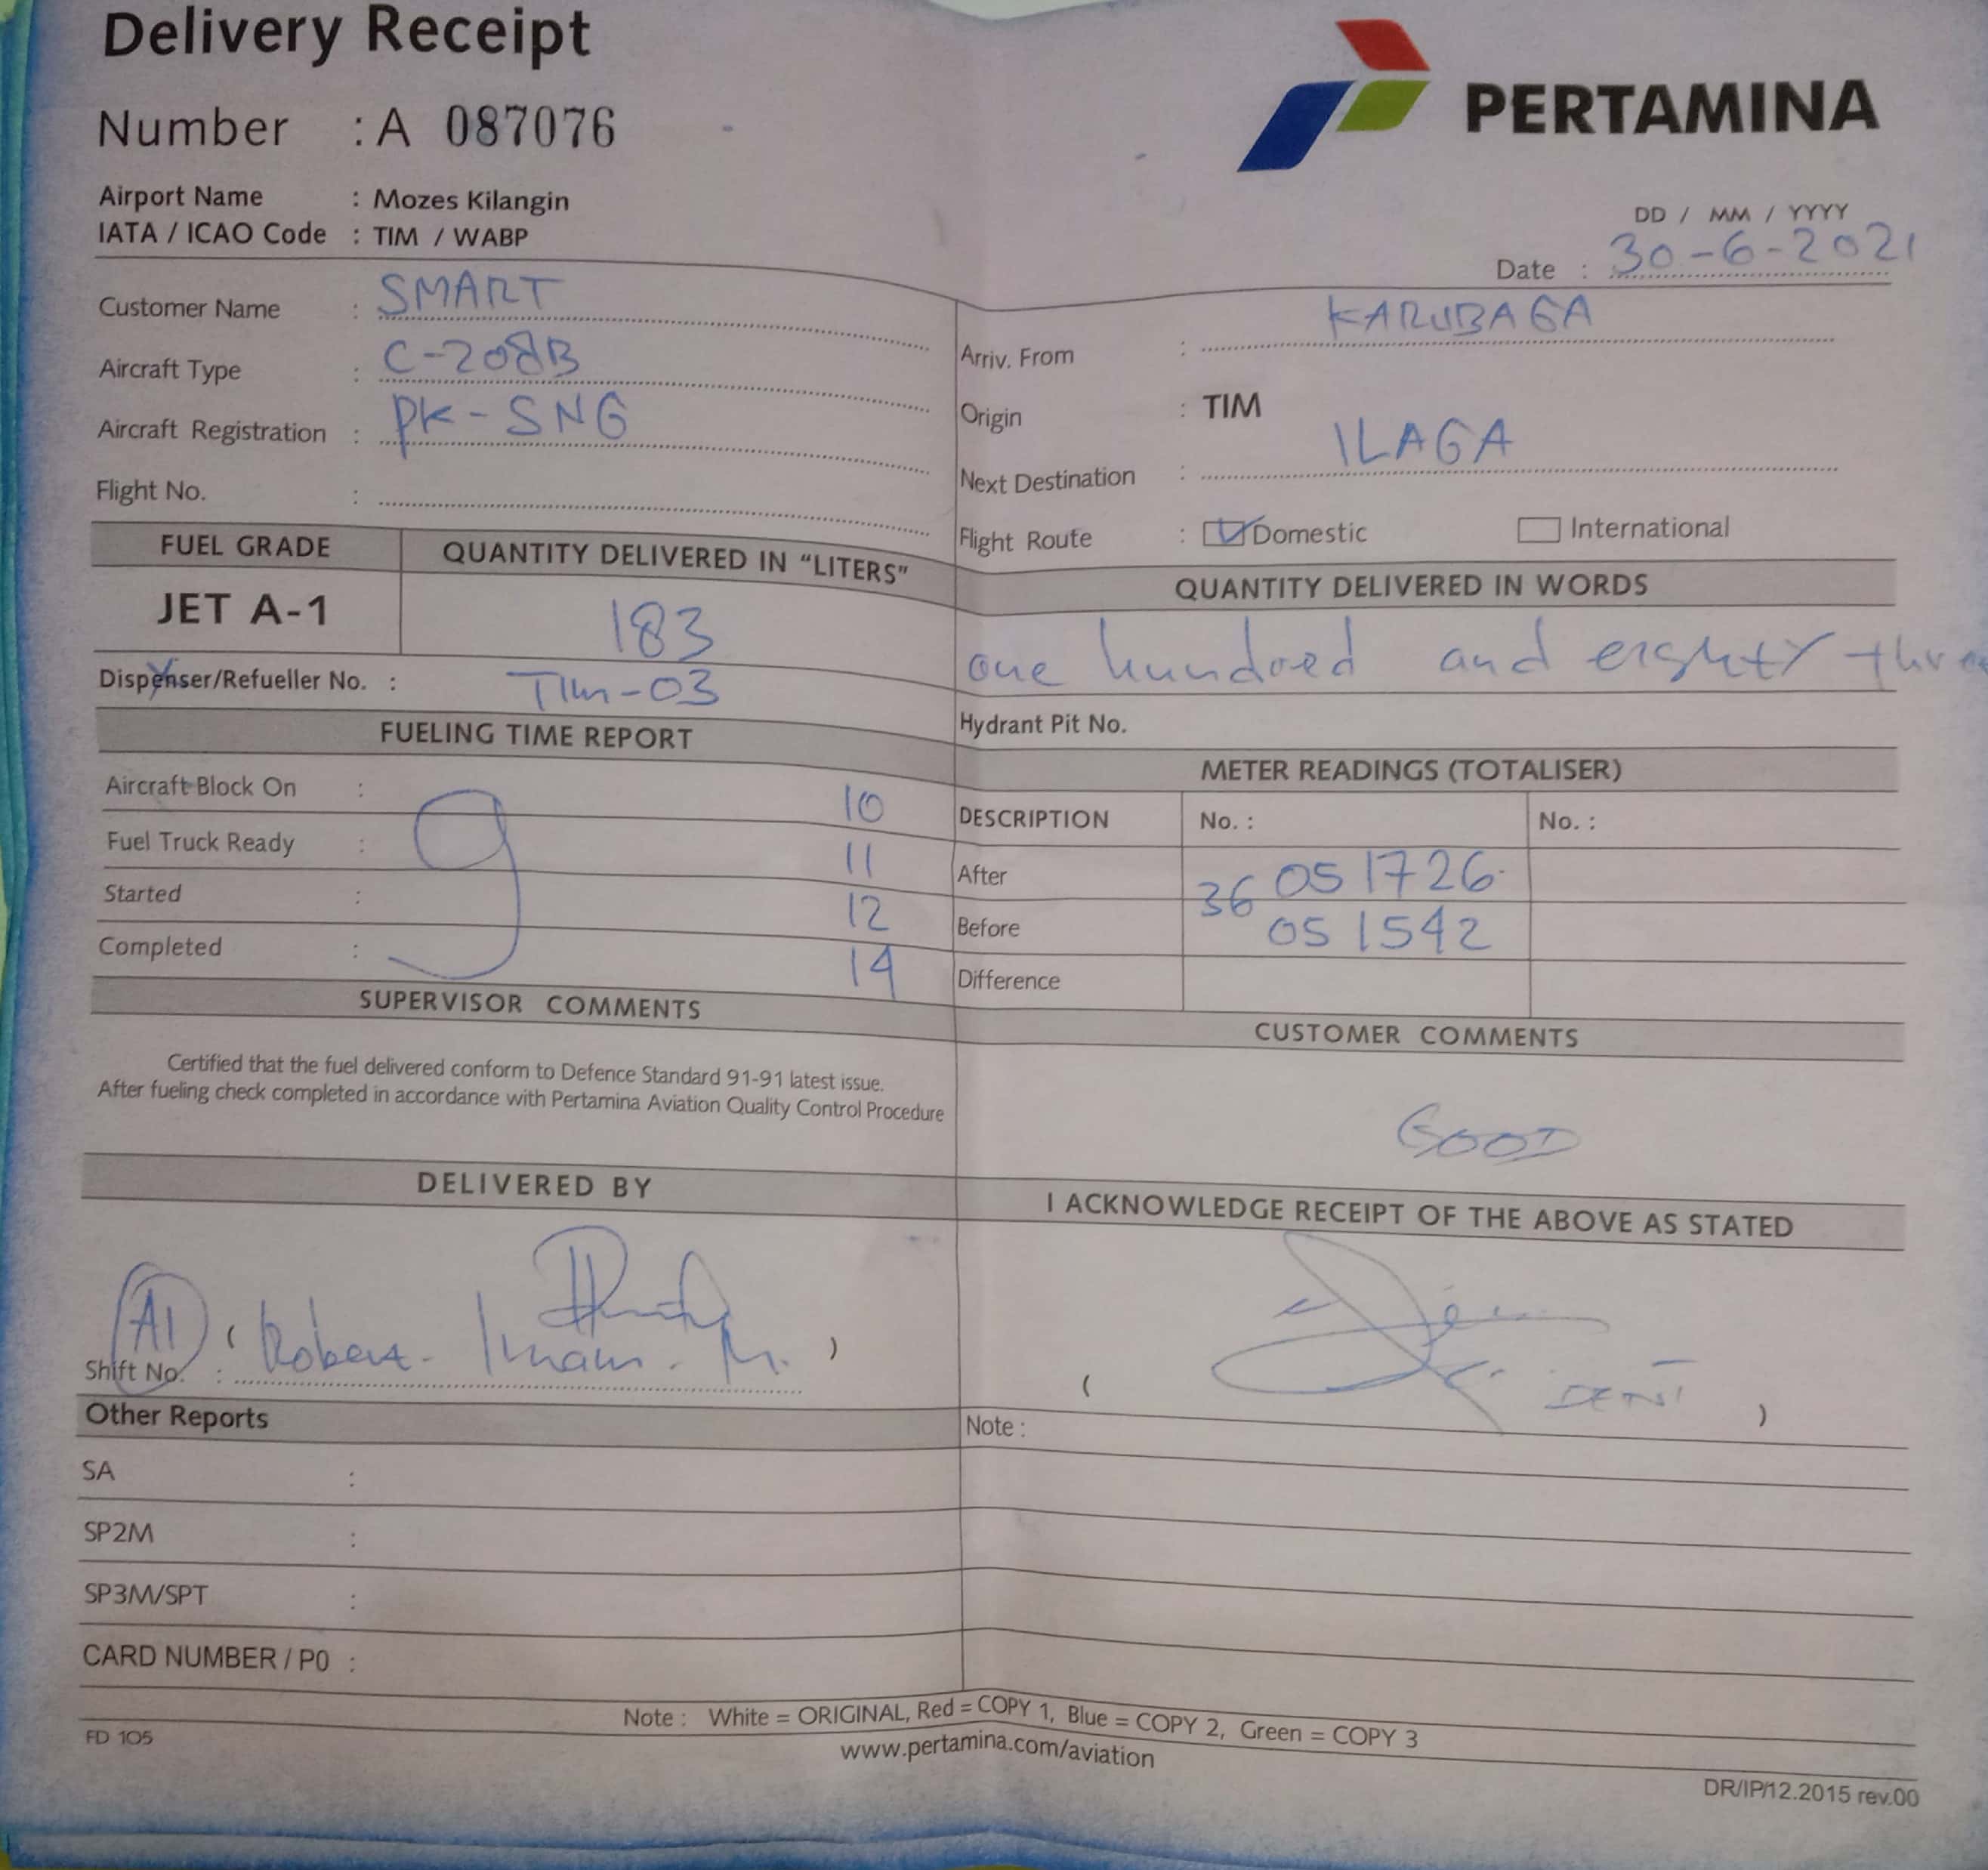 Delivery Receipt
PERTAMINA
Number : A 087076
Airport Name : Mozes Kilangin
IATA / ICAO Code : TIM / WABP
DD / MM / YYYY
Date : 30-6-2021
Customer Name : SMART
Aircraft Type : C-208B
Aircraft Registration : PK-SNG
Flight No. :
Arriv. From : KARUBAGA
Origin : TIM
Next Destination : ILAGA
Flight Route : Domestic International
FUEL GRADE QUANTITY DELIVERED IN "LITERS"
JET A-1 183
QUANTITY DELIVERED IN WORDS
one hundred and eighty three
Dispenser/Refueller No. : TIM-03
Hydrant Pit No.
FUELING TIME REPORT
Aircraft Block On : 10
Fuel Truck Ready : 11
Started : 12
Completed : 14
9
METER READINGS (TOTALISER)
DESCRIPTION No. : No. :
After 36 051726
Before 051542
Difference
SUPERVISOR COMMENTS
Certified that the fuel delivered conform to Defence Standard 91-91 latest issue.
After fueling check completed in accordance with Pertamina Aviation Quality Control Procedure
CUSTOMER COMMENTS
GOOD
DELIVERED BY
A1 ( Robert. Imam. M. )
Shift No. :
I ACKNOWLEDGE RECEIPT OF THE ABOVE AS STATED
( DENI )
Other Reports
Note :
SA :
SP2M :
SP3M/SPT :
CARD NUMBER / P0 :
Note : White = ORIGINAL, Red = COPY 1, Blue = COPY 2, Green = COPY 3
FD 105
www.pertamina.com/aviation
DR/IP/12.2015 rev.00